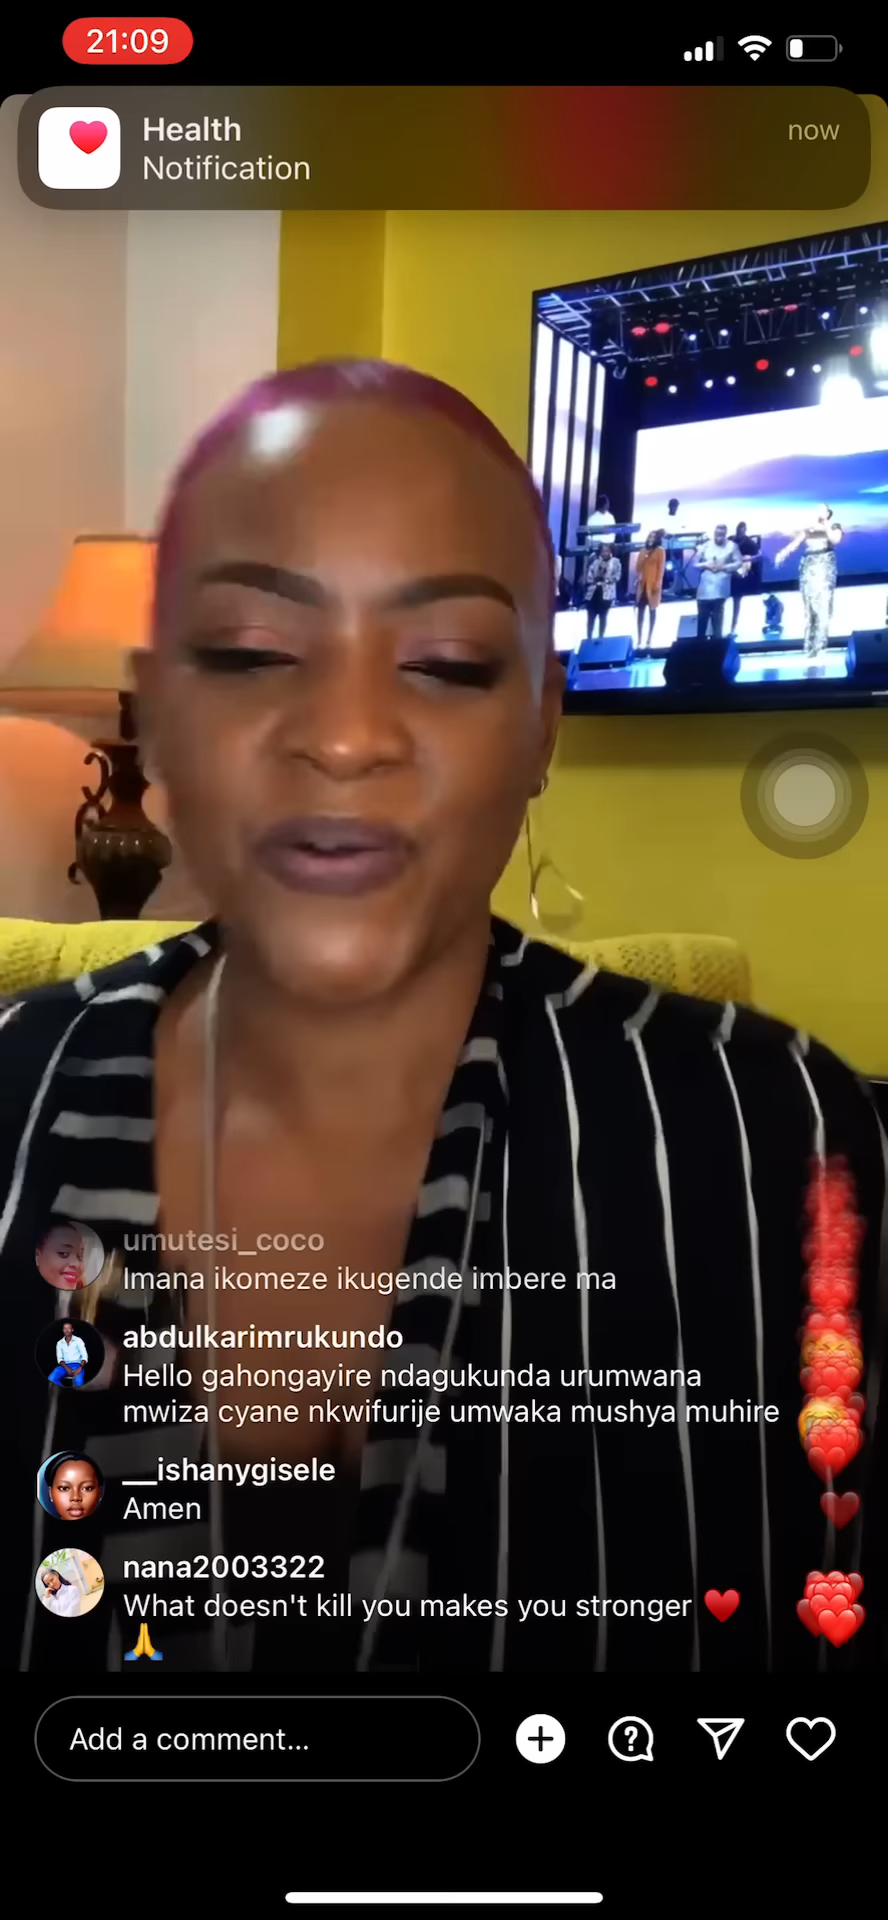 21:09
Health
now
Notification
umutesi_coco
Imana ikomeze ikugende imbere ma
abdulkarimrukundo
Hello gahongayire ndagukunda urumwana
mwiza cyane nkwifurije umwaka mushya muhire
__ishanygisele
Amen
nana2003322
What doesn't kill you makes you stronger ♥️
🙏
Add a comment...